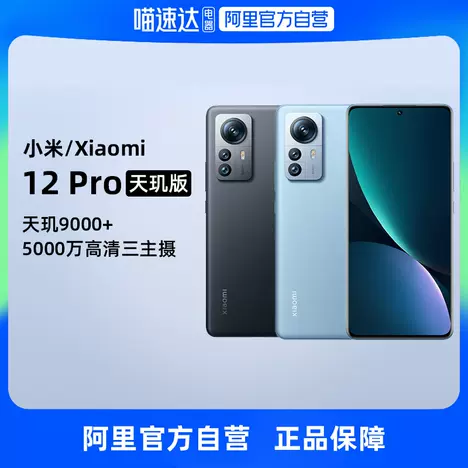 喵速达电器 阿里官方自营
小米/Xiaomi
12 Pro 天玑版
天玑9000+
5000万高清三主摄
xiaomi
xiaomi
阿里官方自营 正品保障